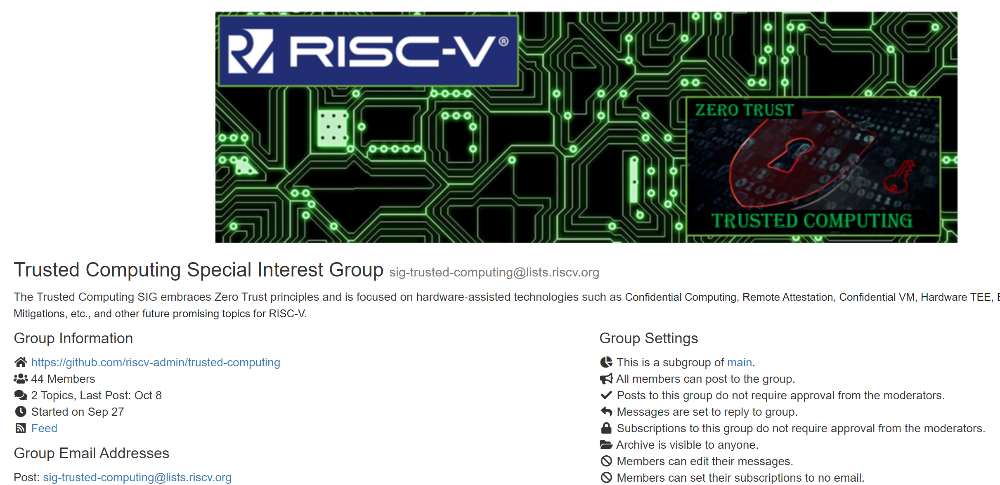 RISC-V®
ZERO TRUST
TRUSTED COMPUTING
Trusted Computing Special Interest Group sig-trusted-computing@lists.riscv.org
The Trusted Computing SIG embraces Zero Trust principles and is focused on hardware-assisted technologies such as Confidential Computing, Remote Attestation, Confidential VM, Hardware TEE,
Mitigations, etc., and other future promising topics for RISC-V.
Group Information
https://github.com/riscv-admin/trusted-computing
44 Members
2 Topics, Last Post: Oct 8
Started on Sep 27
Feed
Group Email Addresses
Post: sig-trusted-computing@lists.riscv.org
Group Settings
This is a subgroup of main.
All members can post to the group.
Posts to this group do not require approval from the moderators.
Messages are set to reply to group.
Subscriptions to this group do not require approval from the moderators.
Archive is visible to anyone.
Members can edit their messages.
Members can set their subscriptions to no email.